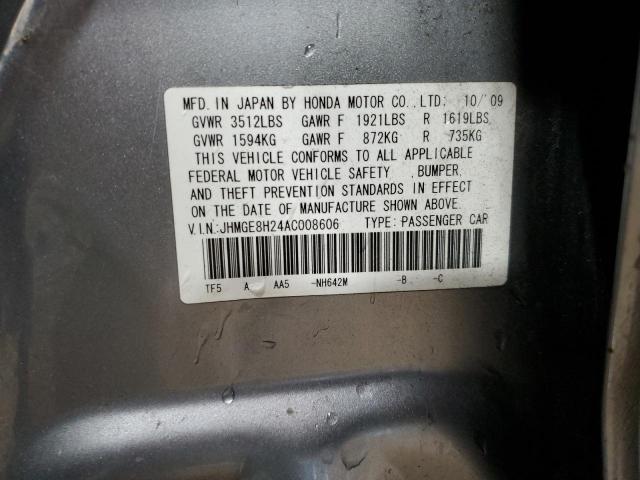 MFD. IN JAPAN BY HONDA MOTOR CO., LTD; 10/'09
GVWR 3512LBS GAWR F 1921LBS R 1619LBS
GVWR 1594KG GAWR F 872KG R 735KG
THIS VEHICLE CONFORMS TO ALL APPLICABLE
FEDERAL MOTOR VEHICLE SAFETY , BUMPER,
AND THEFT PREVENTION STANDARDS IN EFFECT
ON THE DATE OF MANUFACTURE SHOWN ABOVE.
V.I.N.:JHMGE8H24AC008606 TYPE: PASSENGER CAR
TF5 A AA5 -NH642M -B -C